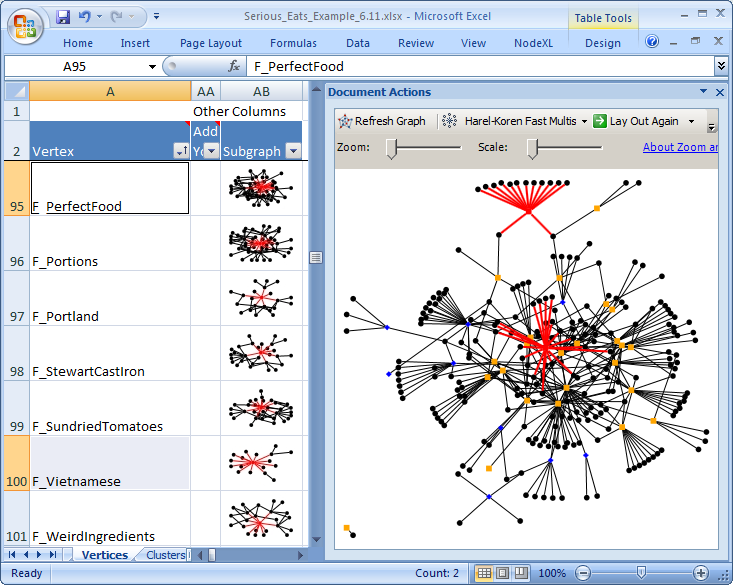 Serious_Eats_Example_6.11.xlsx - Microsoft Excel
Table Tools
Home Insert Page Layout Formulas Data Review View NodeXL Design
A95 fx F_PerfectFood
Document Actions
A AA AB
1 Other Columns
Refresh Graph Harel-Koren Fast Multis Lay Out Again
Zoom: Scale: About Zoom an
Add
2 Vertex Yo Subgraph
95 F_PerfectFood
96 F_Portions
97 F_Portland
98 F_StewartCastIron
99 F_SundriedTomatoes
100 F_Vietnamese
101 F_WeirdIngredients
Vertices Clusters
Ready Count: 2 100%